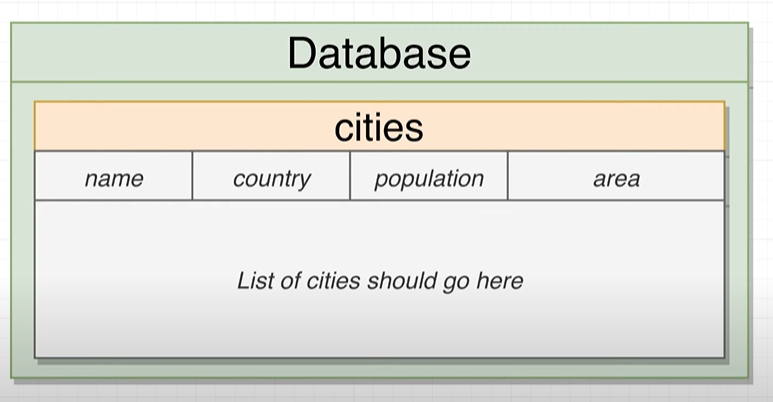 Database
cities
name country population area
List of cities should go here